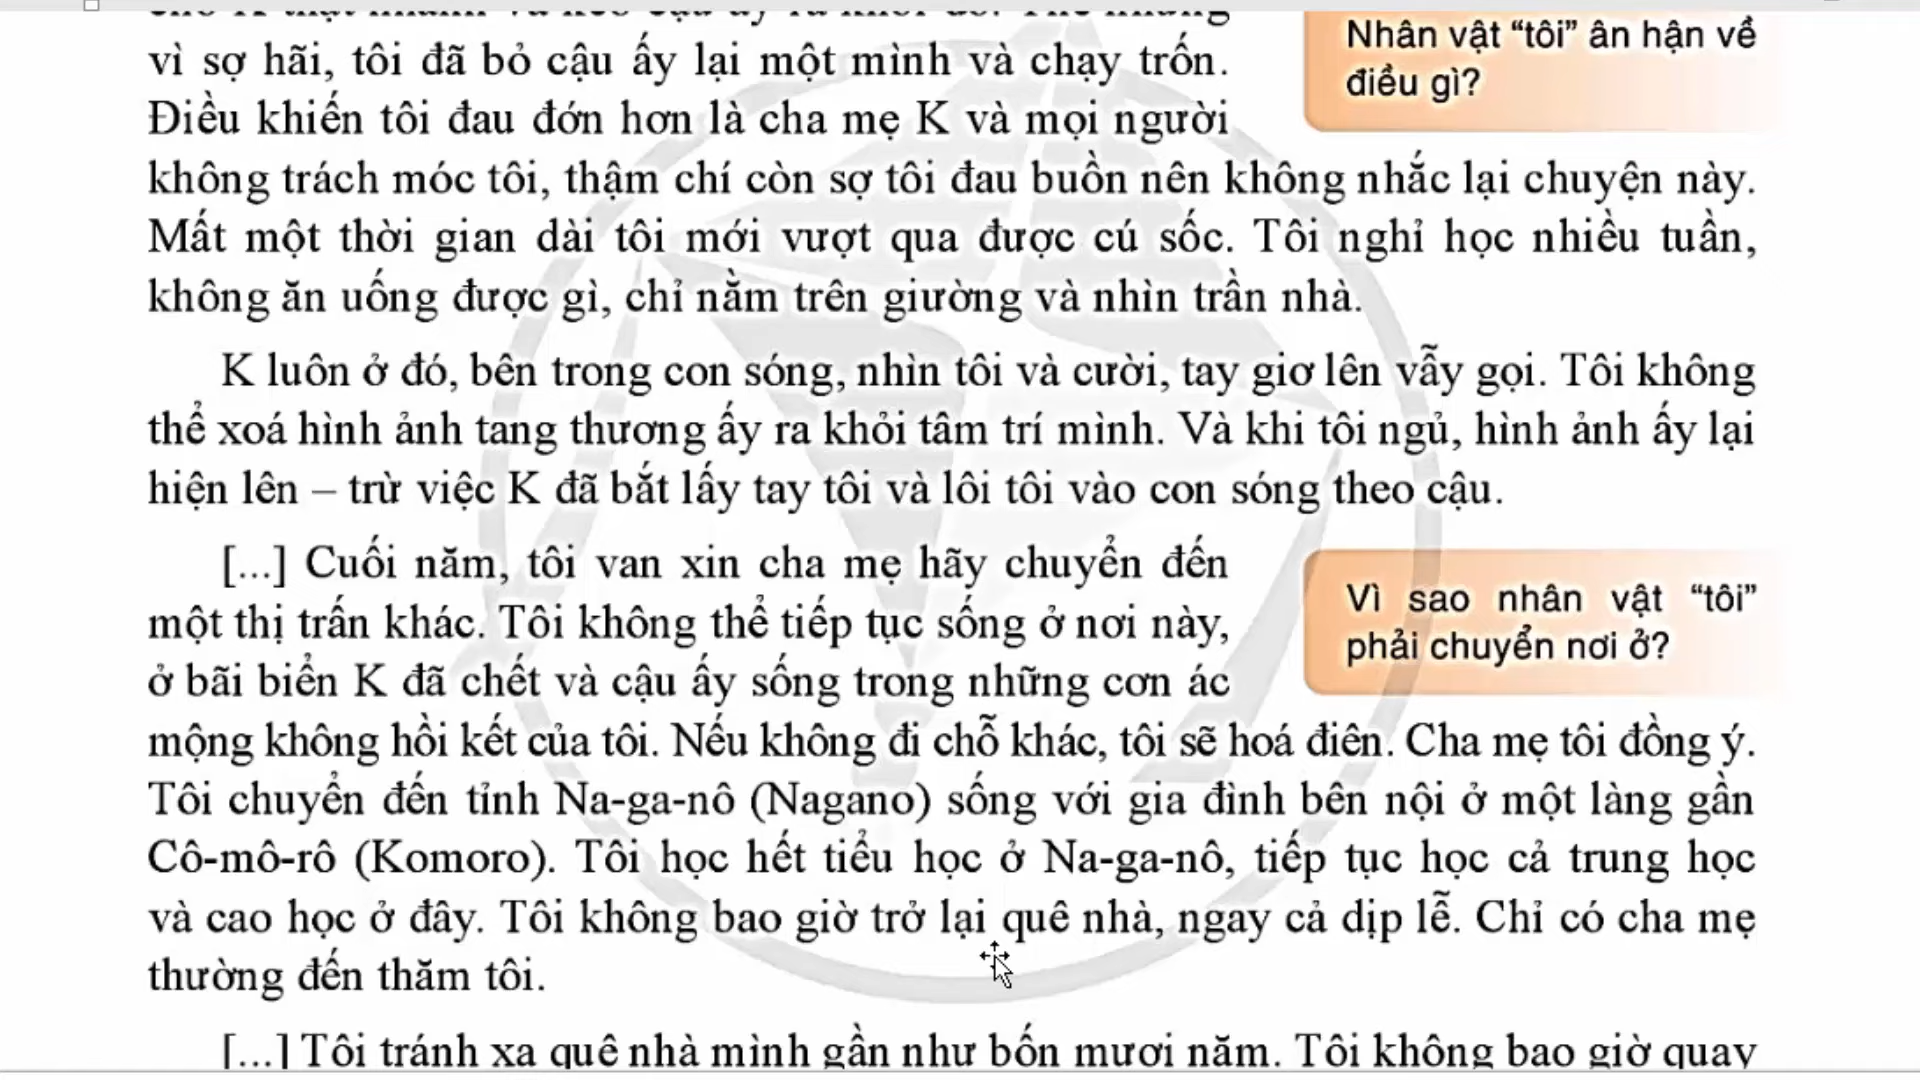 Nhân vật “tôi” ân hận về
điều gì?
vì sợ hãi, tôi đã bỏ cậu ấy lại một mình và chạy trốn.
Điều khiến tôi đau đớn hơn là cha mẹ K và mọi người
không trách móc tôi, thậm chí còn sợ tôi đau buồn nên không nhắc lại chuyện này.
Mất một thời gian dài tôi mới vượt qua được cú sốc. Tôi nghỉ học nhiều tuần,
không ăn uống được gì, chỉ nằm trên giường và nhìn trần nhà.
K luôn ở đó, bên trong con sóng, nhìn tôi và cười, tay giơ lên vẫy gọi. Tôi không
thể xoá hình ảnh tang thương ấy ra khỏi tâm trí mình. Và khi tôi ngủ, hình ảnh ấy lại
hiện lên – trừ việc K đã bắt lấy tay tôi và lôi tôi vào con sóng theo cậu.
[...] Cuối năm, tôi van xin cha mẹ hãy chuyển đến
một thị trấn khác. Tôi không thể tiếp tục sống ở nơi này,
ở bãi biển K đã chết và cậu ấy sống trong những cơn ác
mộng không hồi kết của tôi. Nếu không đi chỗ khác, tôi sẽ hoá điên. Cha mẹ tôi đồng ý.
Tôi chuyển đến tỉnh Na-ga-nô (Nagano) sống với gia đình bên nội ở một làng gần
Cô-mô-rô (Komoro). Tôi học hết tiểu học ở Na-ga-nô, tiếp tục học cả trung học
và cao học ở đây. Tôi không bao giờ trở lại quê nhà, ngay cả dịp lễ. Chỉ có cha mẹ
thường đến thăm tôi.
Vì sao nhân vật “tôi”
phải chuyển nơi ở?
[...] Tôi tránh xa quê nhà mình gần như bốn mươi năm. Tôi không bao giờ quay